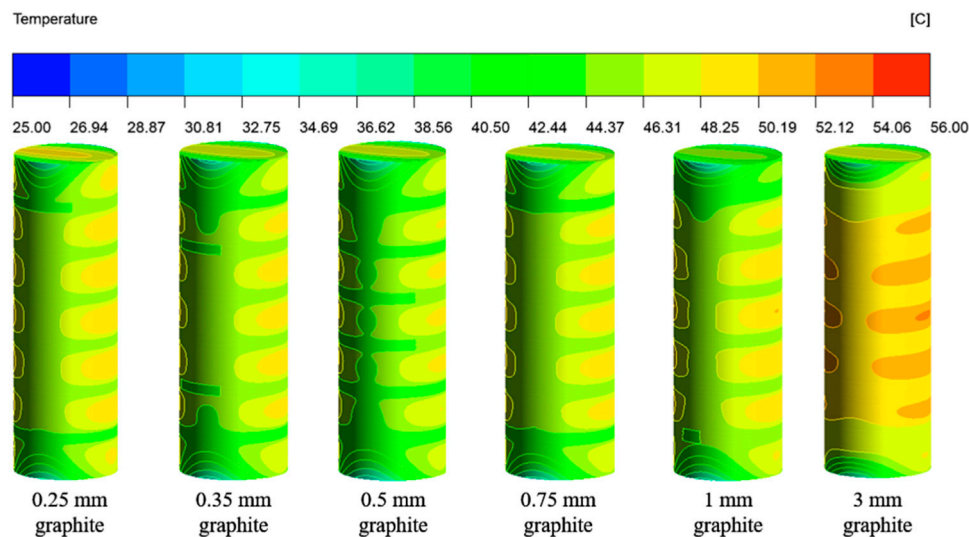 Temperature [C]
25.00 26.94 28.87 30.81 32.75 34.69 36.62 38.56 40.50 42.44 44.37 46.31 48.25 50.19 52.12 54.06 56.00
0.25 mm 0.35 mm 0.5 mm 0.75 mm 1 mm 3 mm
graphite graphite graphite graphite graphite graphite